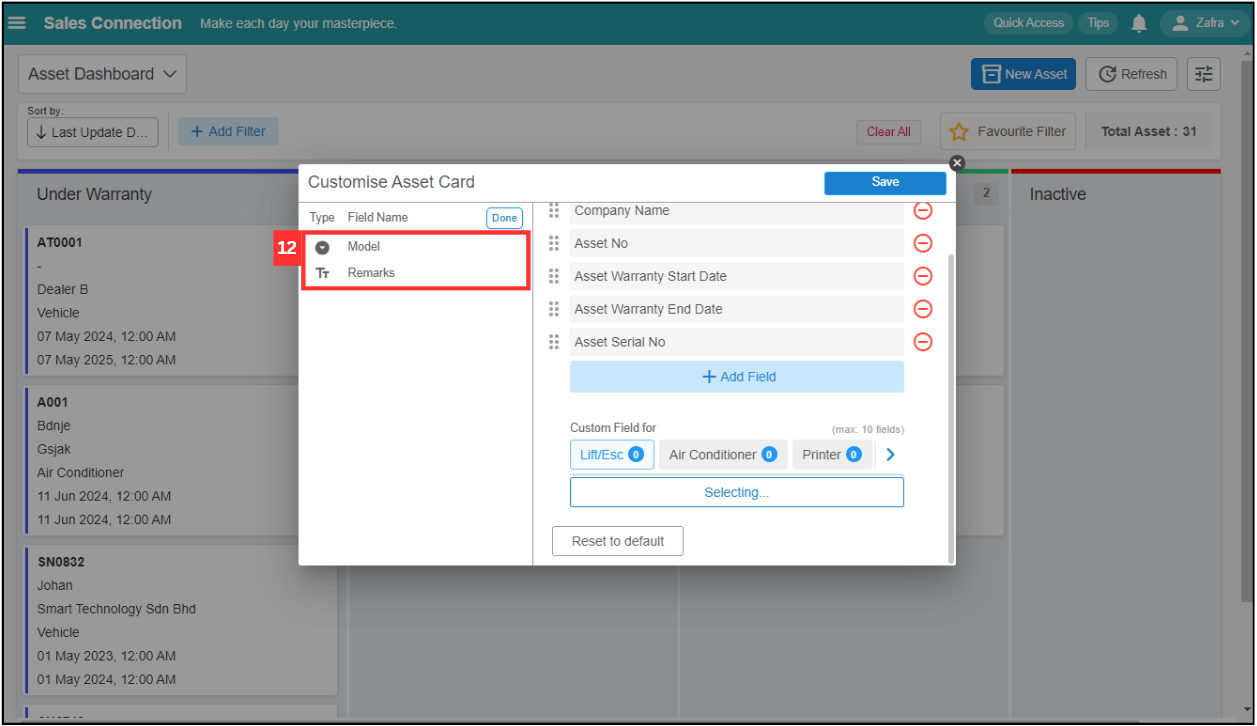 Sales Connection Make each day your masterpiece. Quick Access Tips Zafra
Asset Dashboard New Asset Refresh
Sort by:
Last Update D... + Add Filter Clear All Favourite Filter Total Asset : 31
Under Warranty 2 Inactive
AT0001
-
Dealer B
Vehicle
07 May 2024, 12:00 AM
07 May 2025, 12:00 AM
A001
Bdnje
Gsjak
Air Conditioner
11 Jun 2024, 12:00 AM
11 Jun 2024, 12:00 AM
SN0832
Johan
Smart Technology Sdn Bhd
Vehicle
01 May 2023, 12:00 AM
01 May 2024, 12:00 AM
Customise Asset Card Save
Type Field Name Done
12
Model
Tт Remarks
Company Name
Asset No
Asset Warranty Start Date
Asset Warranty End Date
Asset Serial No
+ Add Field
Custom Field for (max: 10 fields)
Lift/Esc 0 Air Conditioner 0 Printer 0
Selecting...
Reset to default